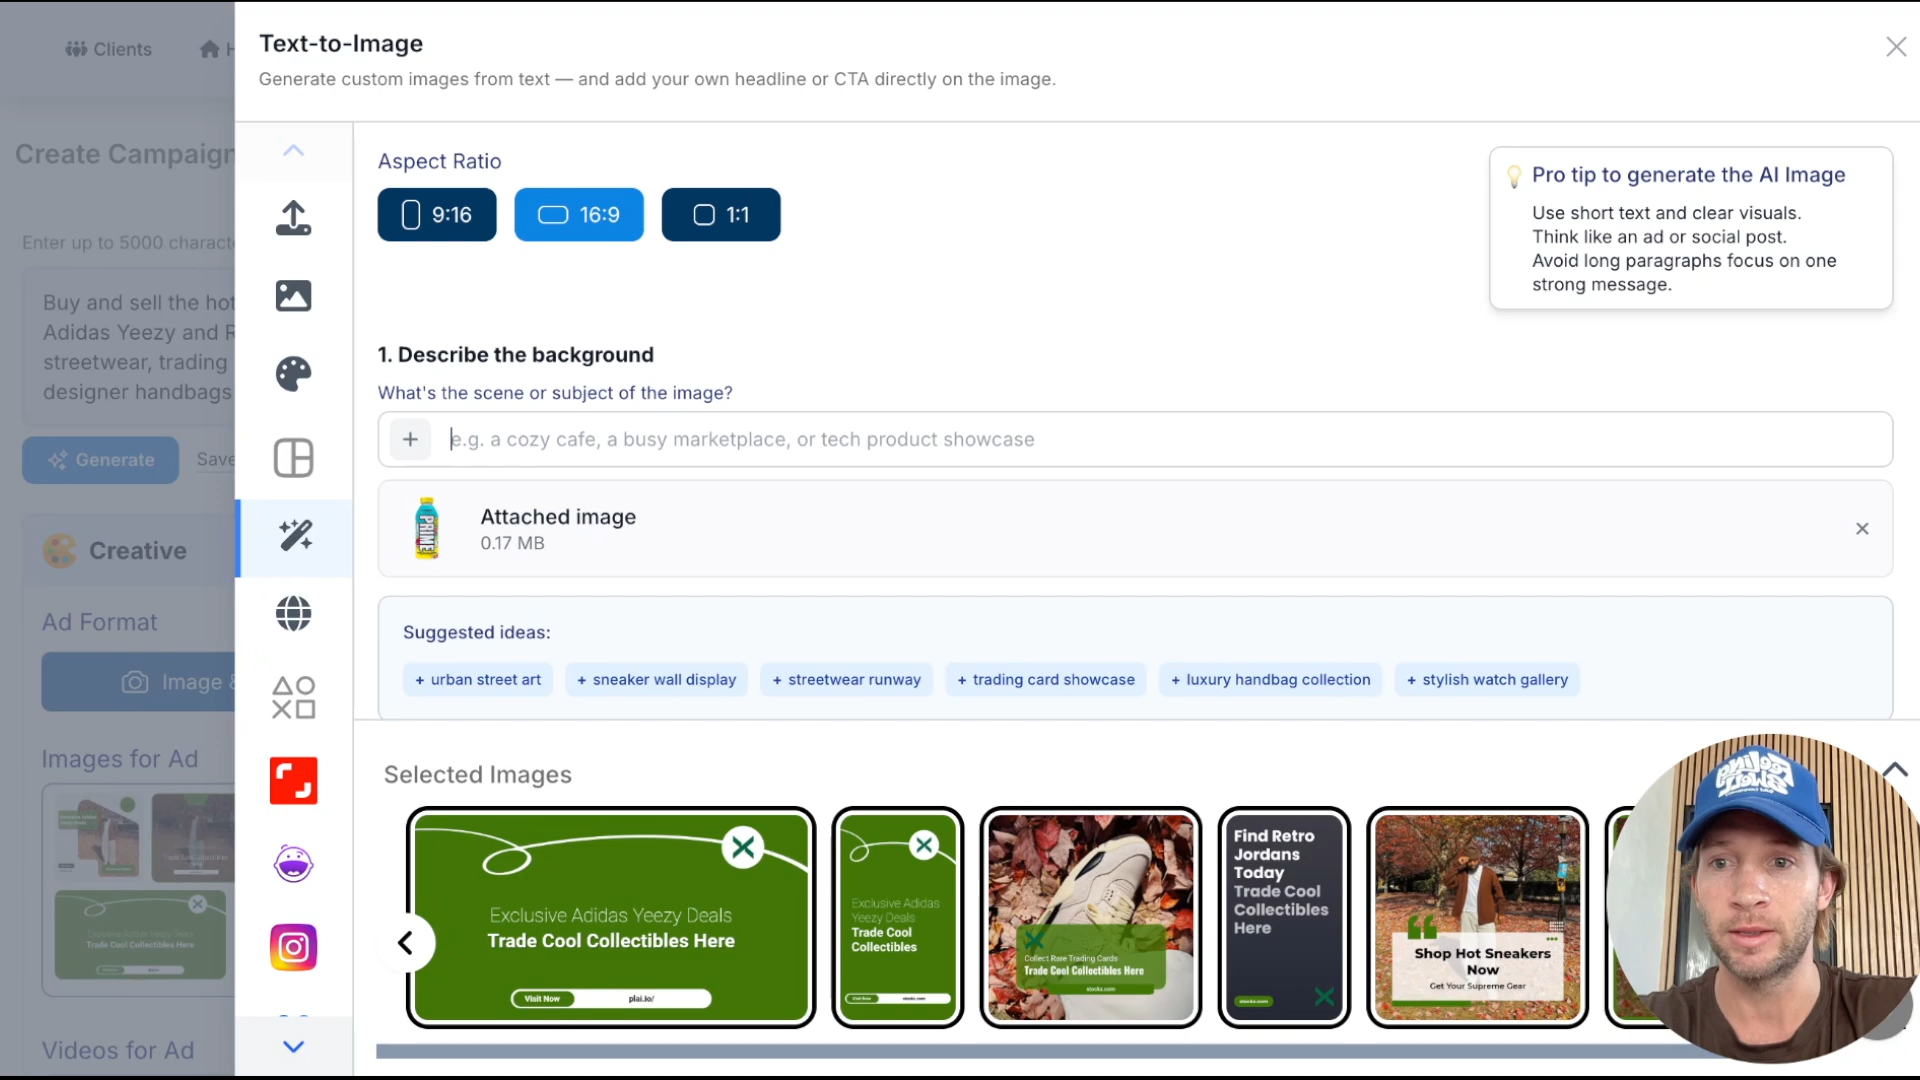 Clients
H
Text-to-Image
Generate custom images from text — and add your own headline or CTA directly on the image.
Create Campaign
Enter up to 5000 characte
Buy and sell the hot
Adidas Yeezy and R
streetwear, trading
designer handbags
Generate
Save
Creative
Ad Format
Image &
Images for Ad
Videos for Ad
Aspect Ratio
9:16
16:9
1:1
Pro tip to generate the AI Image
Use short text and clear visuals.
Think like an ad or social post.
Avoid long paragraphs focus on one
strong message.
1. Describe the background
What's the scene or subject of the image?
+ e.g. a cozy cafe, a busy marketplace, or tech product showcase
PRIME
Attached image
0.17 MB
Suggested ideas:
+ urban street art
+ sneaker wall display
+ streetwear runway
+ trading card showcase
+ luxury handbag collection
+ stylish watch gallery
Selected Images
Exclusive Adidas Yeezy Deals
Trade Cool Collectibles Here
Visit Now
plai.io/
Exclusive Adidas
Yeezy Deals
Trade Cool
Collectibles
Collect Rare Trading Cards
Trade Cool Collectibles Here
stockx.com
Find Retro
Jordans
Today
Trade Cool
Collectibles
Here
Shop Hot Sneakers
Now
Get Your Supreme Gear
Feeling
Swell